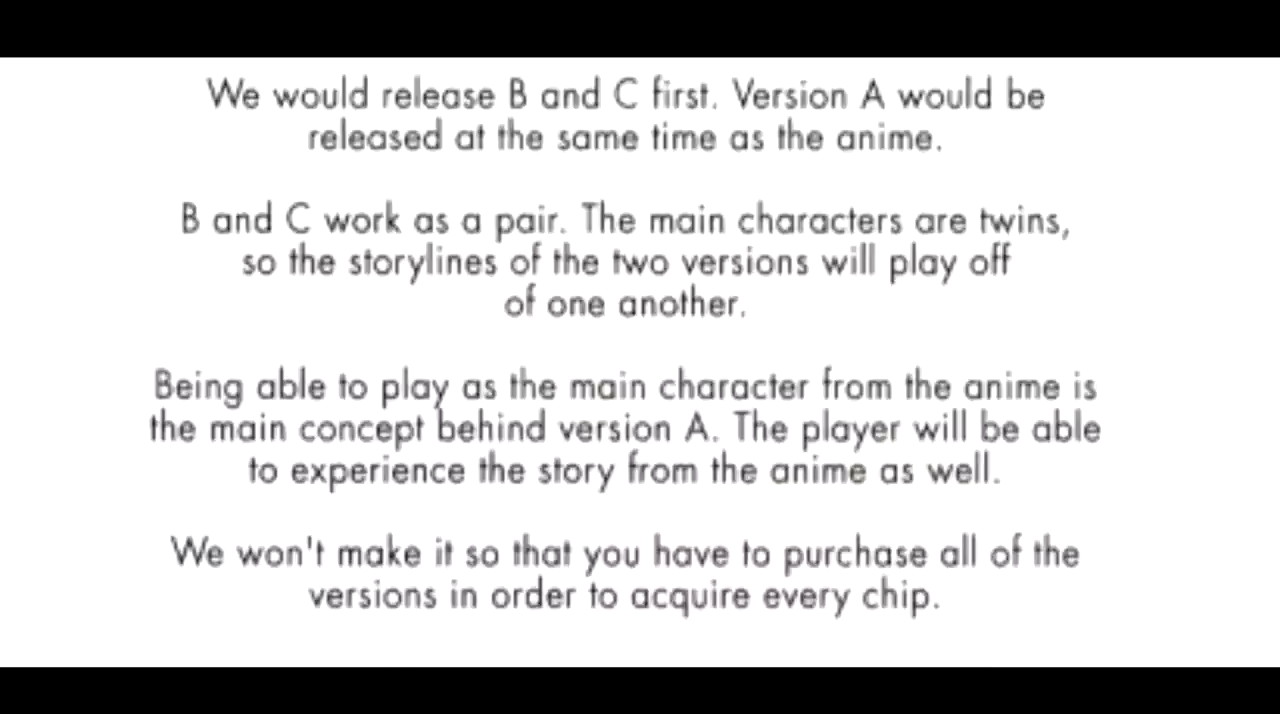 We would release B and C first. Version A would be
released at the same time as the anime.
B and C work as a pair. The main characters are twins,
so the storylines of the two versions will play off
of one another.
Being able to play as the main character from the anime is
the main concept behind version A. The player will be able
to experience the story from the anime as well.
We won't make it so that you have to purchase all of the
versions in order to acquire every chip.